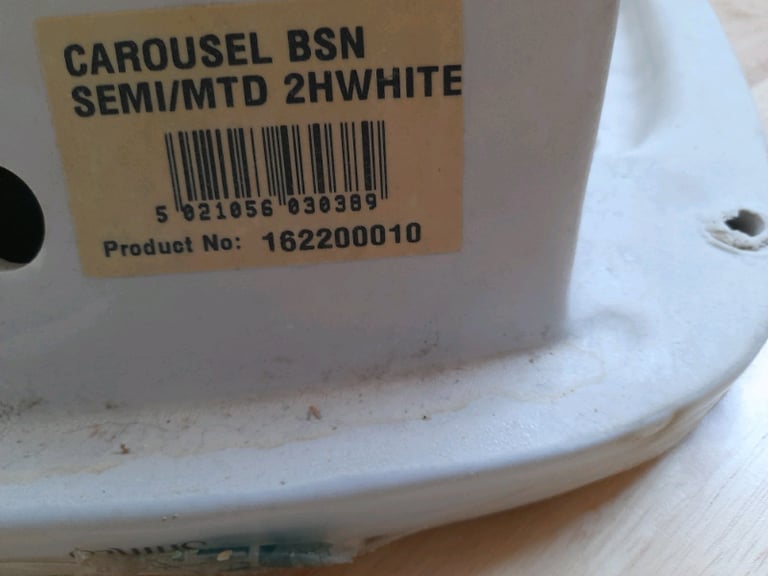 CAROUSEL BSN
SEMI/MTD 2HWHITE
5 021056 030389
Product No: 162200010